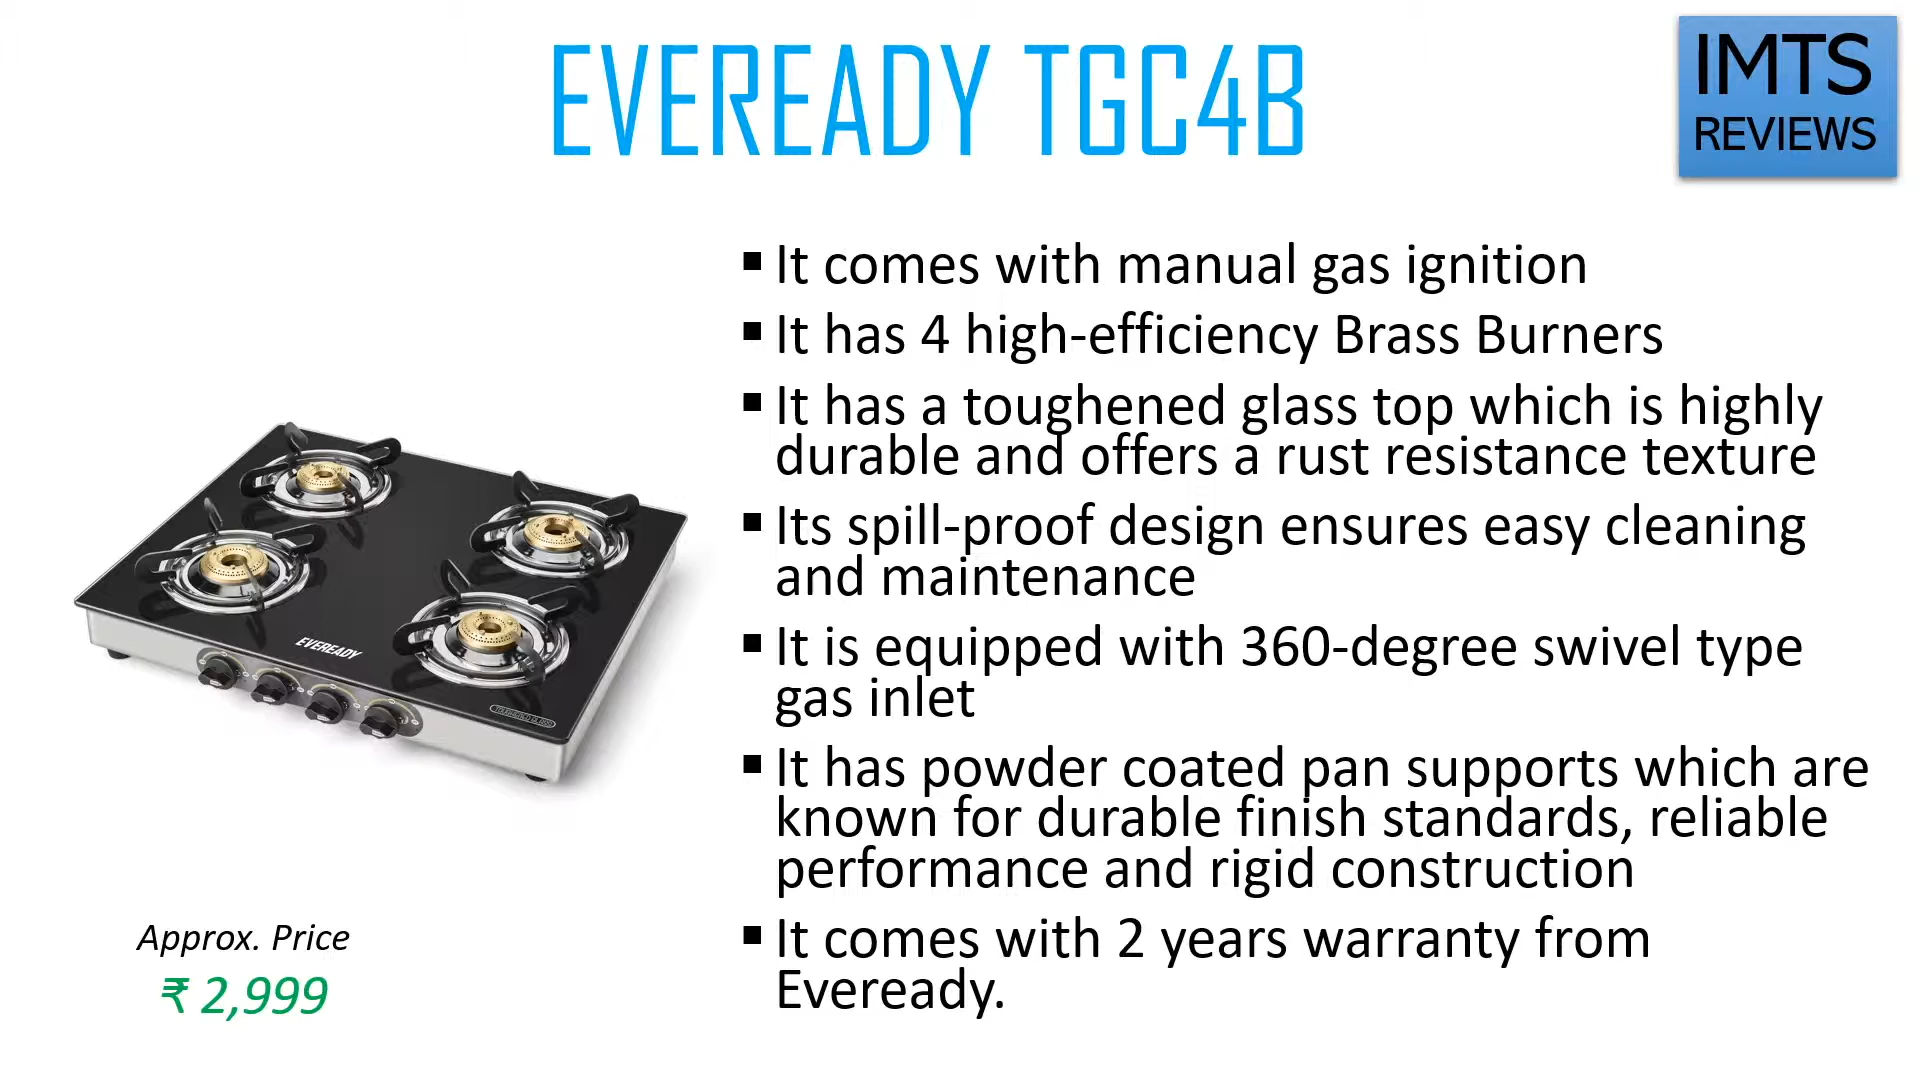 EVEREADY TGC4B
IMTS
REVIEWS
▪ It comes with manual gas ignition
▪ It has 4 high-efficiency Brass Burners
▪ It has a toughened glass top which is highly
durable and offers a rust resistance texture
▪ Its spill-proof design ensures easy cleaning
and maintenance
▪ It is equipped with 360-degree swivel type
gas inlet
▪ It has powder coated pan supports which are
known for durable finish standards, reliable
performance and rigid construction
▪ It comes with 2 years warranty from
Eveready.
EVEREADY
TOUGHENED GLASS
Approx. Price
₹ 2,999